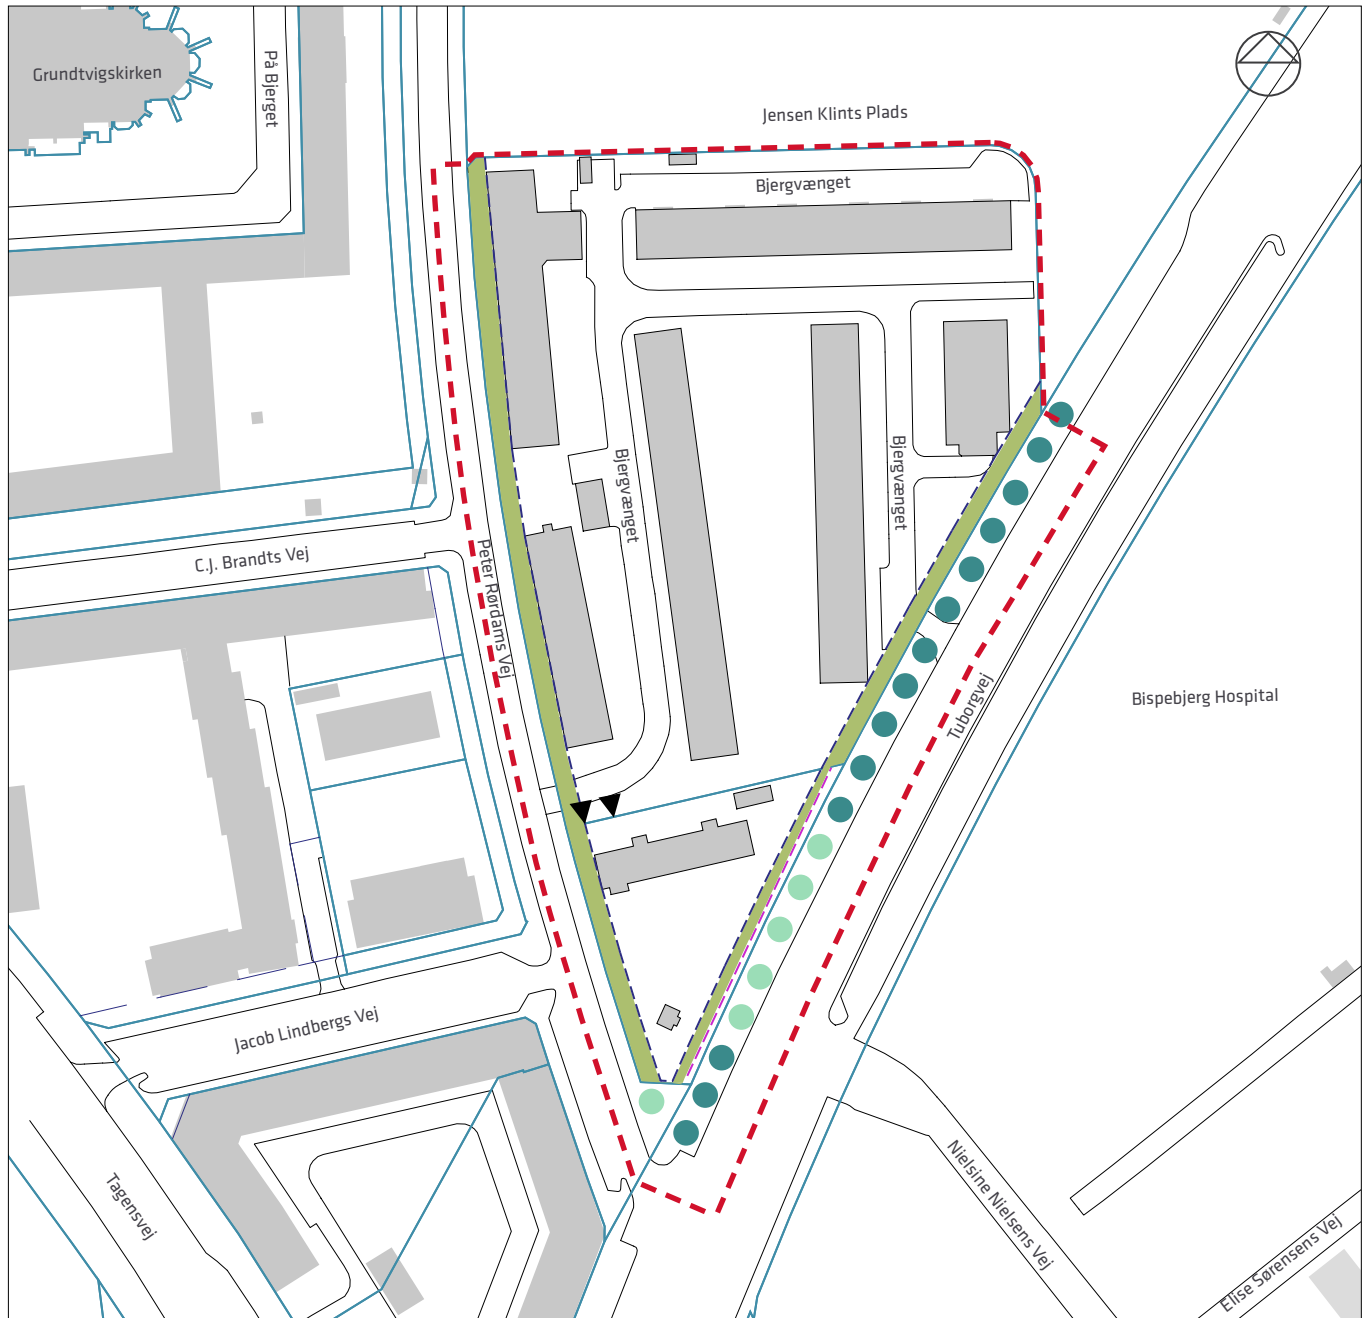 Grundtvigskirken
På Bjerget
Jensen Klints Plads
Bjergvænget
Bjergvænget
Bjergvænget
C.J. Brandts Vej
Peter Rørdams Vej
Tuborgvej
Bispebjerg Hospital
Jacob Lindbergs Vej
Tagensvej
Nielsine Nielsens Vej
Elise Sørensens Vej